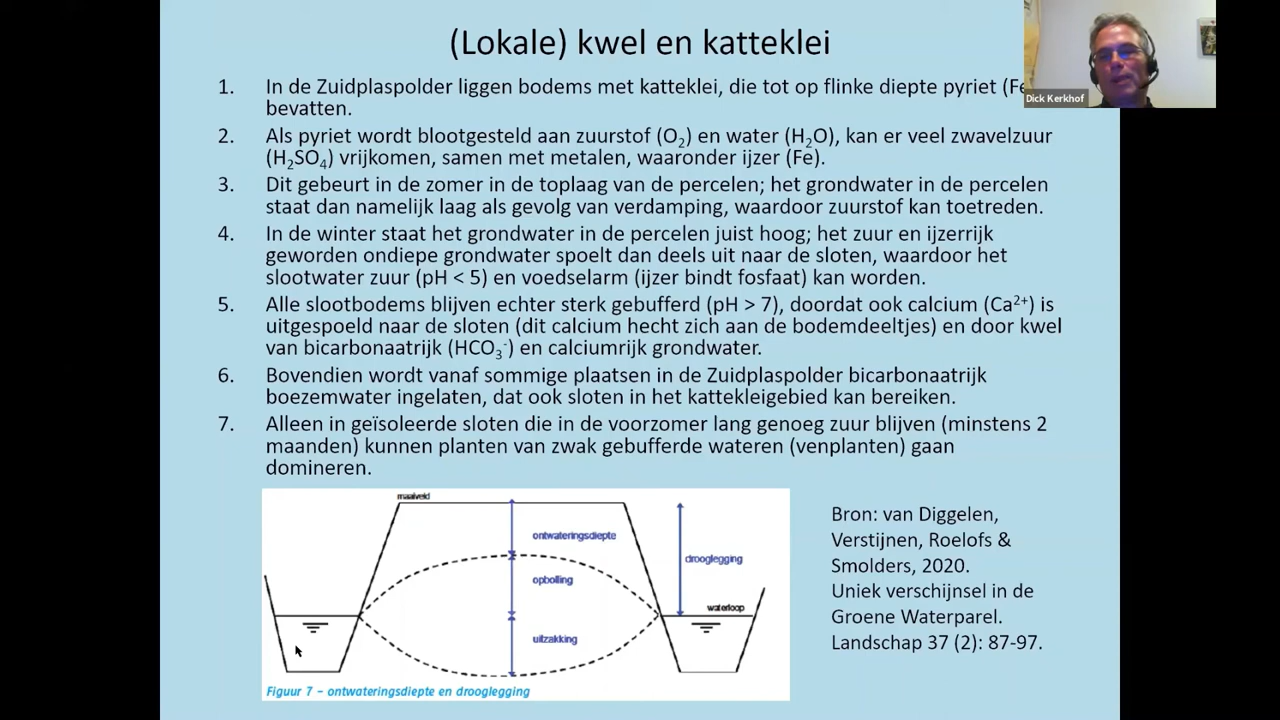 (Lokale) kwel en katteklei
1. In de Zuidplaspolder liggen bodems met katteklei, die tot op flinke diepte pyriet (Fe
bevatten.
2. Als pyriet wordt blootgesteld aan zuurstof (O₂) en water (H₂O), kan er veel zwavelzuur
(H₂SO₄) vrijkomen, samen met metalen, waaronder ijzer (Fe).
3. Dit gebeurt in de zomer in de toplaag van de percelen; het grondwater in de percelen
staat dan namelijk laag als gevolg van verdamping, waardoor zuurstof kan toetreden.
4. In de winter staat het grondwater in de percelen juist hoog; het zuur en ijzerrijk
geworden ondiepe grondwater spoelt dan deels uit naar de sloten, waardoor het
slootwater zuur (pH < 5) en voedselarm (ijzer bindt fosfaat) kan worden.
5. Alle slootbodems blijven echter sterk gebufferd (pH > 7), doordat ook calcium (Ca²⁺) is
uitgespoeld naar de sloten (dit calcium hecht zich aan de bodemdeeltjes) en door kwel
van bicarbonaatrijk (HCO₃⁻) en calciumrijk grondwater.
6. Bovendien wordt vanaf sommige plaatsen in de Zuidplaspolder bicarbonaatrijk
boezemwater ingelaten, dat ook sloten in het kattekleigebied kan bereiken.
7. Alleen in geïsoleerde sloten die in de voorzomer lang genoeg zuur blijven (minstens 2
maanden) kunnen planten van zwak gebufferde wateren (venplanten) gaan
domineren.
maaiveld
ontwateringsdiepte
drooglegging
opbolling
waterloop
uitzakking
Figuur 7 – ontwateringsdiepte en drooglegging
Bron: van Diggelen,
Verstijnen, Roelofs &
Smolders, 2020.
Uniek verschijnsel in de
Groene Waterparel.
Landschap 37 (2): 87-97.
Dick Kerkhof